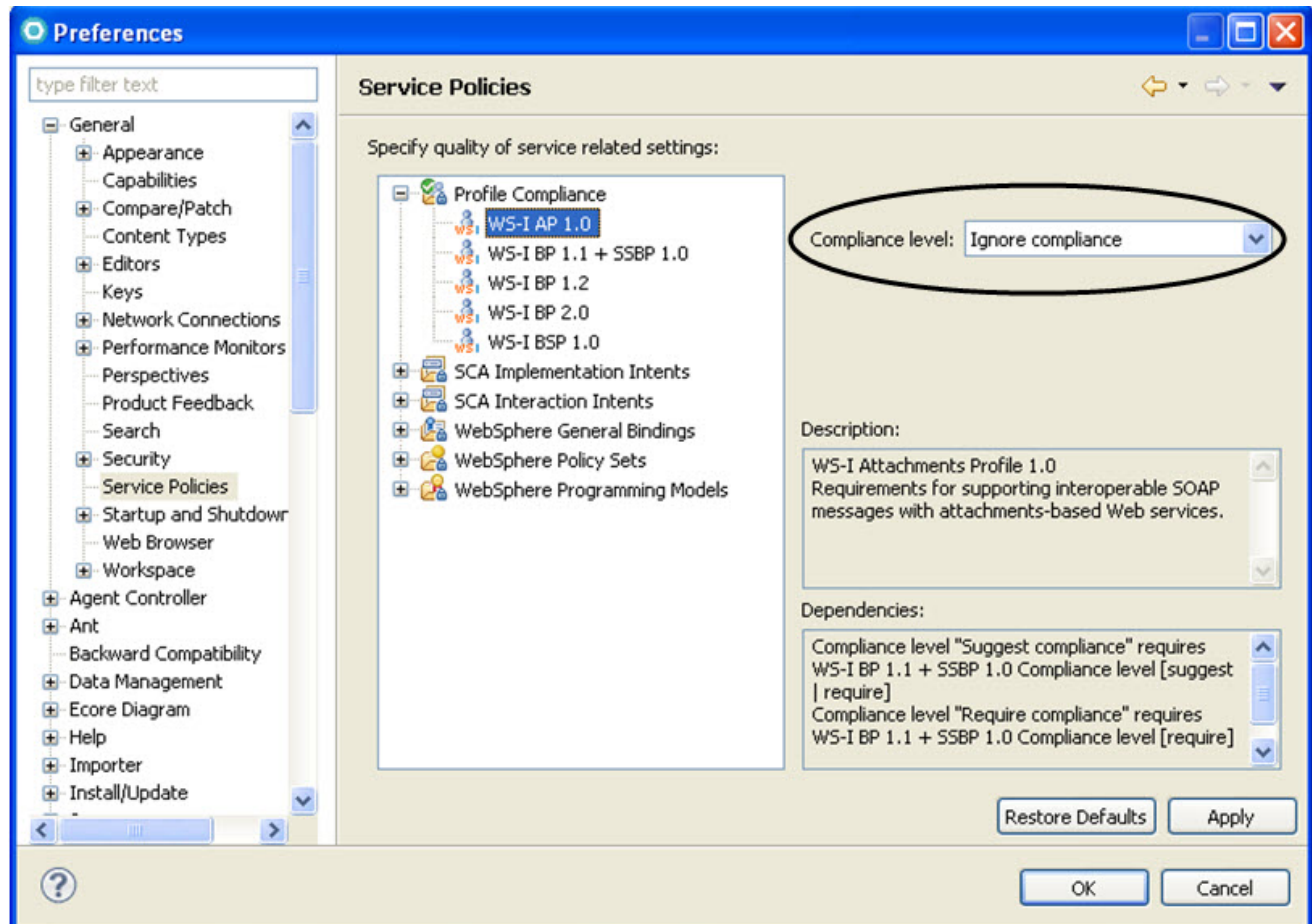 Preferences
type filter text
General
Appearance
Capabilities
Compare/Patch
Content Types
Editors
Keys
Network Connections
Performance Monitors
Perspectives
Product Feedback
Search
Security
Service Policies
Startup and Shutdowr
Web Browser
Workspace
Agent Controller
Ant
Backward Compatibility
Data Management
Ecore Diagram
Help
Importer
Install/Update
Service Policies
Specify quality of service related settings:
Profile Compliance
WS-I AP 1.0
WS-I BP 1.1 + SSBP 1.0
WS-I BP 1.2
WS-I BP 2.0
WS-I BSP 1.0
SCA Implementation Intents
SCA Interaction Intents
WebSphere General Bindings
WebSphere Policy Sets
WebSphere Programming Models
Compliance level: Ignore compliance
Description:
WS-I Attachments Profile 1.0
Requirements for supporting interoperable SOAP
messages with attachments-based Web services.
Dependencies:
Compliance level "Suggest compliance" requires
WS-I BP 1.1 + SSBP 1.0 Compliance level [suggest
| require]
Compliance level "Require compliance" requires
WS-I BP 1.1 + SSBP 1.0 Compliance level [require]
Restore Defaults Apply
OK Cancel